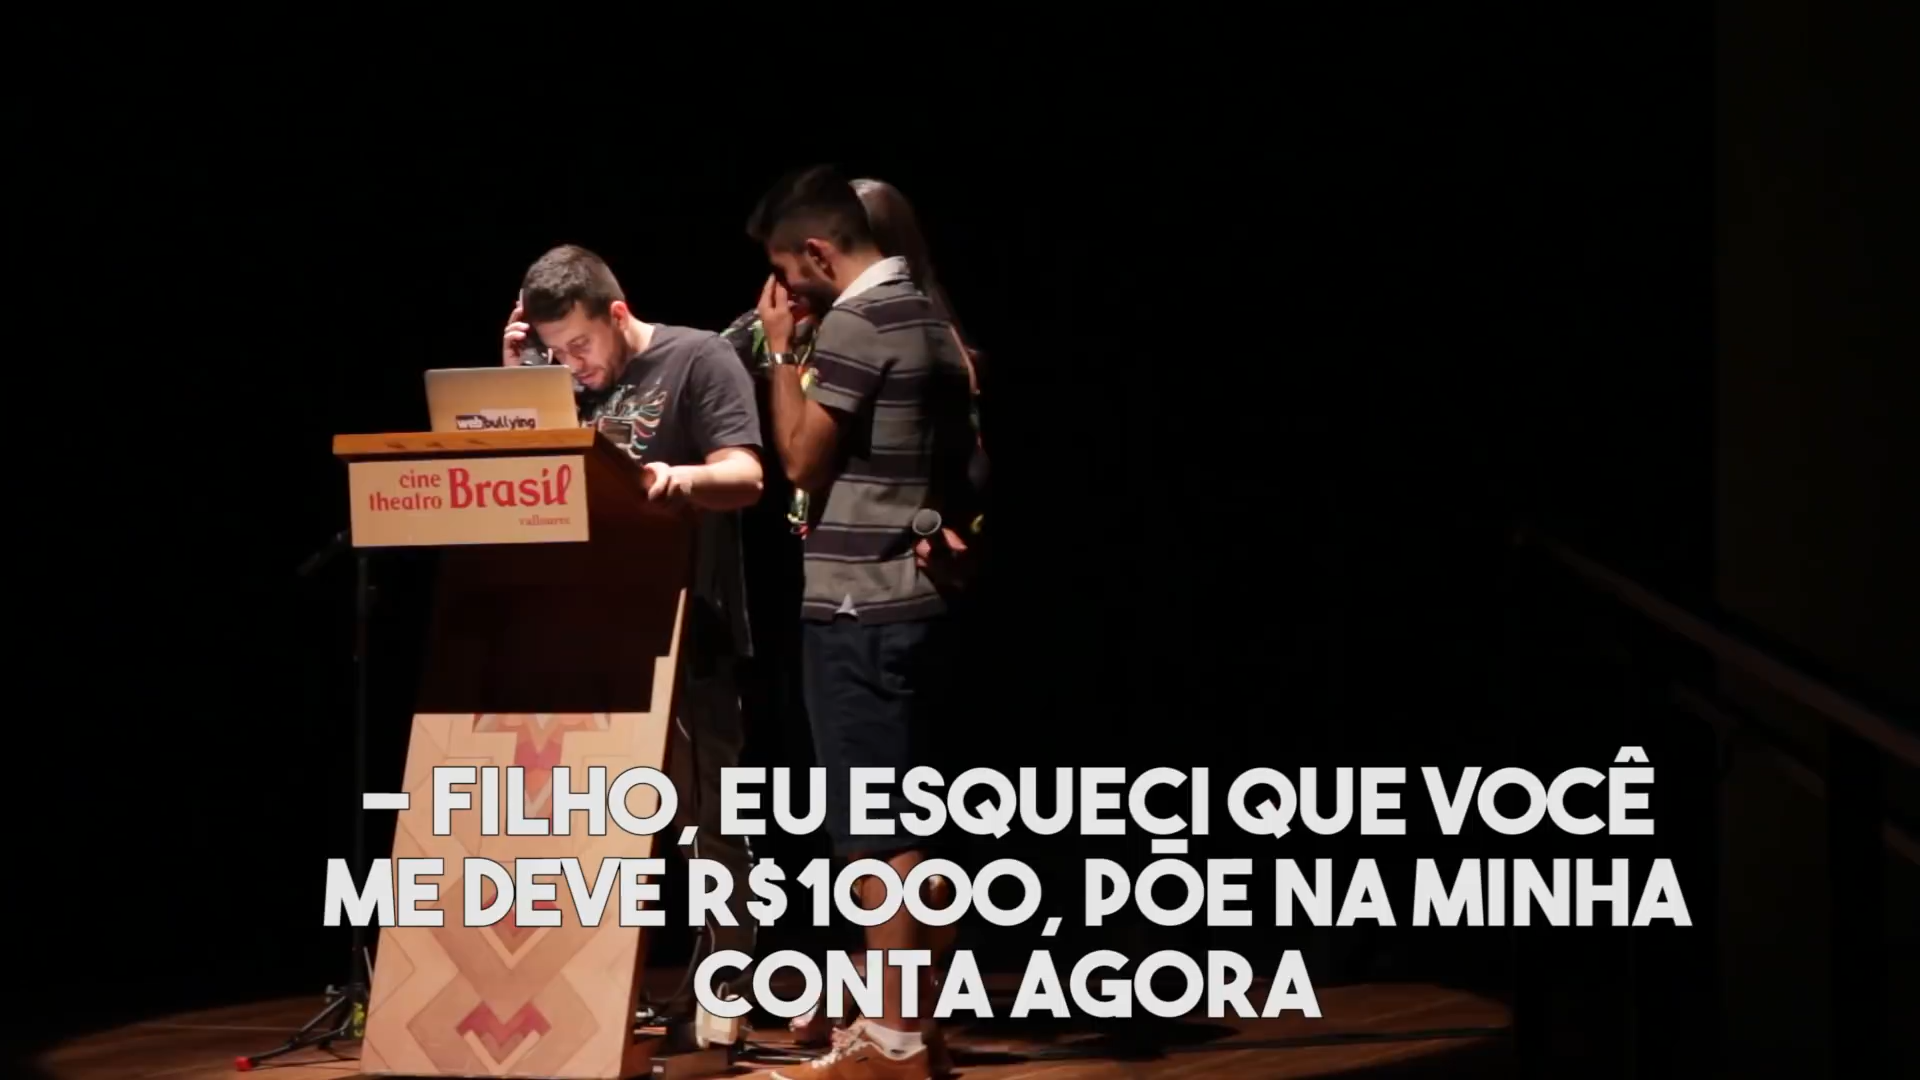 webbullying
cine
theatro Brasil
vallourec
- FILHO, EU ESQUECI QUE VOCÊ
ME DEVE R$1000, PÕE NA MINHA
CONTA AGORA